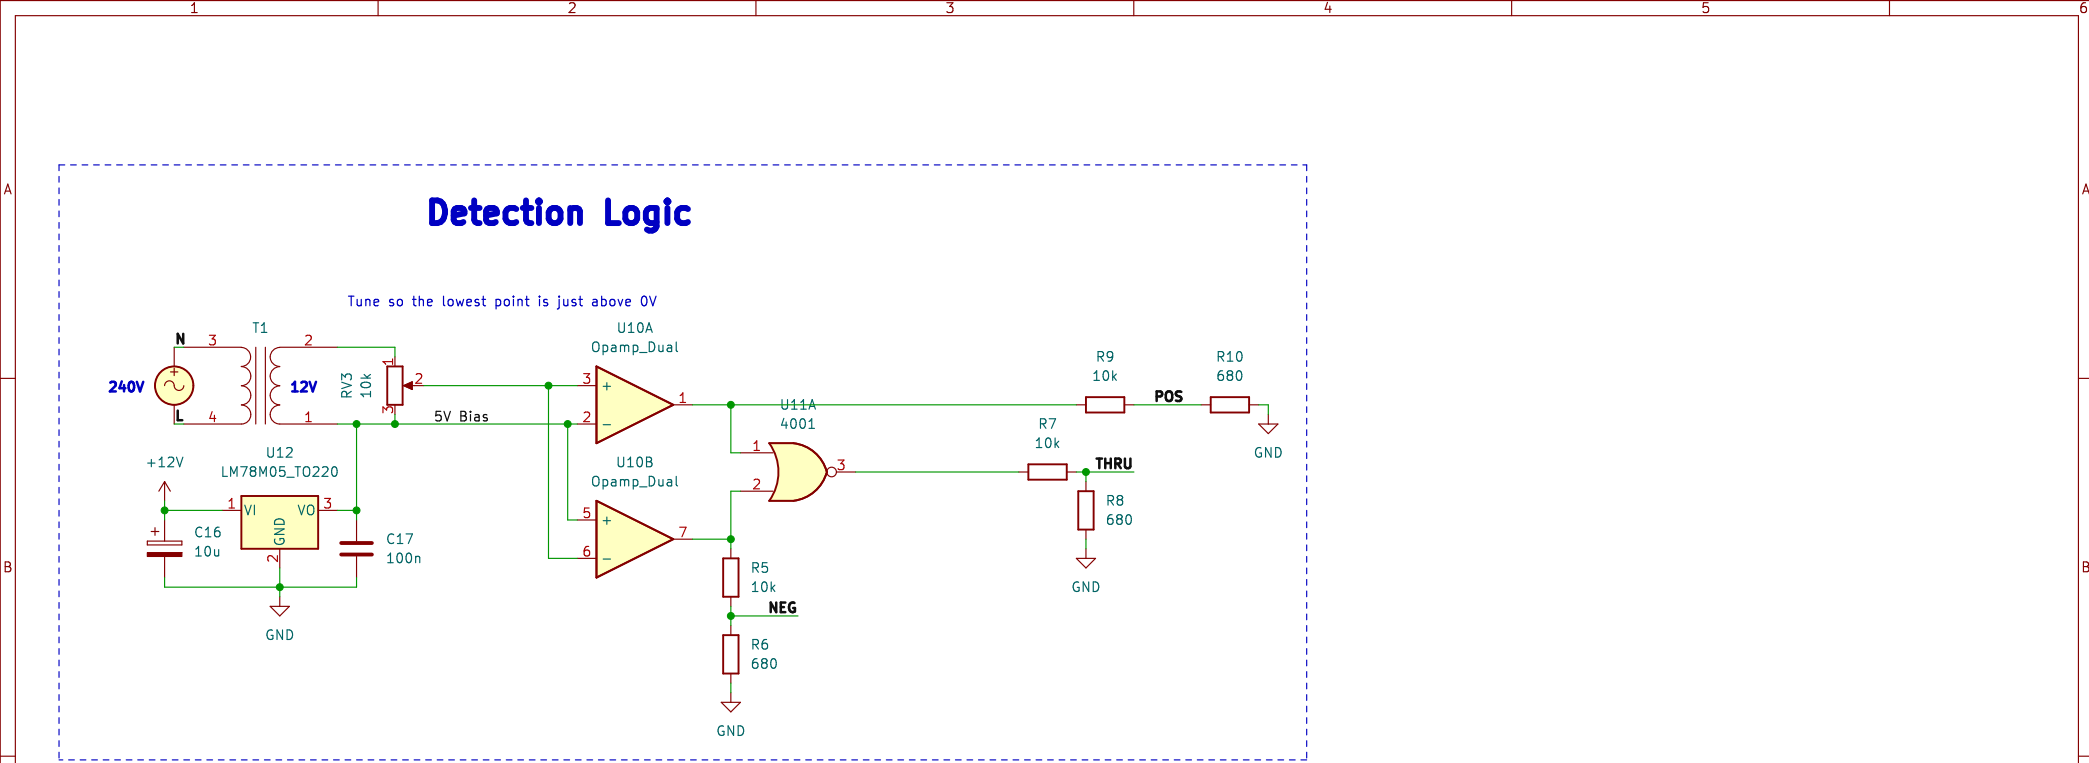 1 2 3 4 5 6
A A
Detection Logic
Tune so the lowest point is just above 0V
N 3 T1 2
240V 12V
L 4 1
RV3
10k
1
2
3
5V Bias
U10A
Opamp_Dual
3 +
2 −
1
U11A
4001
1
2
3
R9
10k
POS
R10
680
GND
R7
10k
THRU
R8
680
GND
U12
LM78M05_TO220
+12V
1 VI VO 3
GND
2
+
C16
10u
C17
100n
GND
U10B
Opamp_Dual
5 +
6 −
7
R5
10k
NEG
R6
680
GND
B B